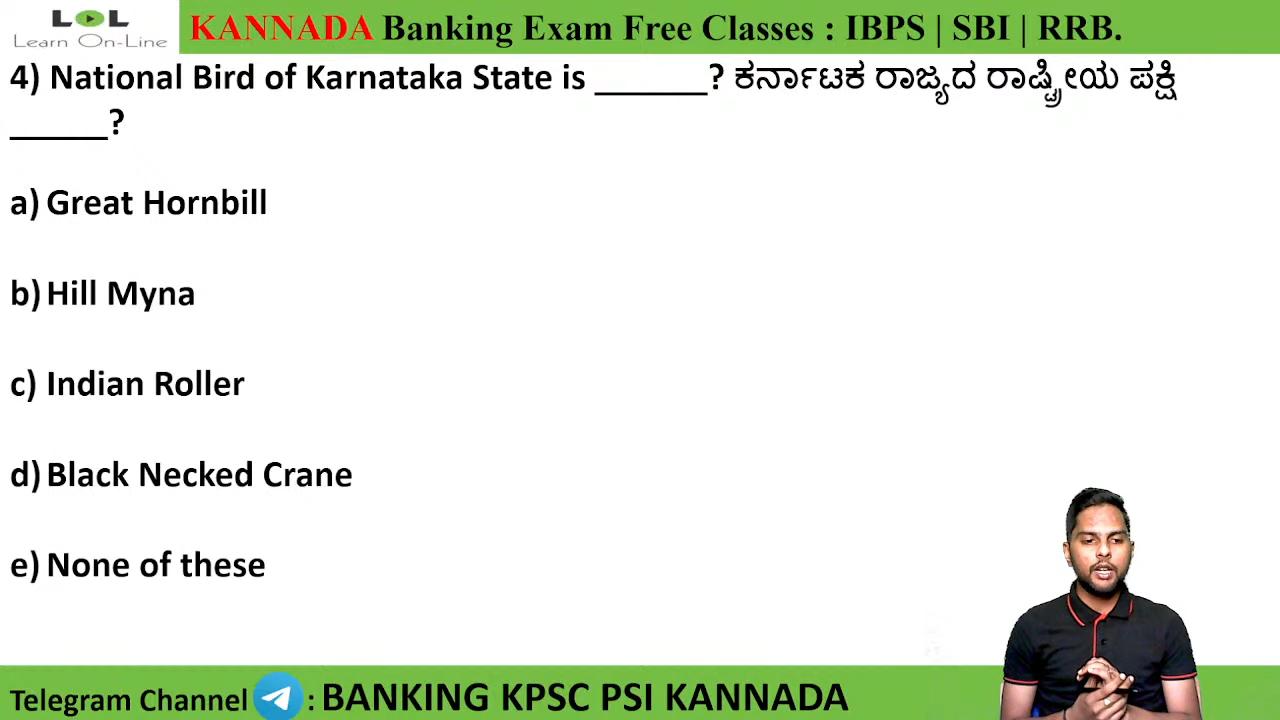 LOL
Learn On-Line
KANNADA Banking Exam Free Classes : IBPS | SBI | RRB.
4) National Bird of Karnataka State is ______? ಕರ್ನಾಟಕ ರಾಜ್ಯದ ರಾಷ್ಟ್ರೀಯ ಪಕ್ಷಿ
_____?
a) Great Hornbill
b) Hill Myna
c) Indian Roller
d) Black Necked Crane
e) None of these
Telegram Channel : BANKING KPSC PSI KANNADA